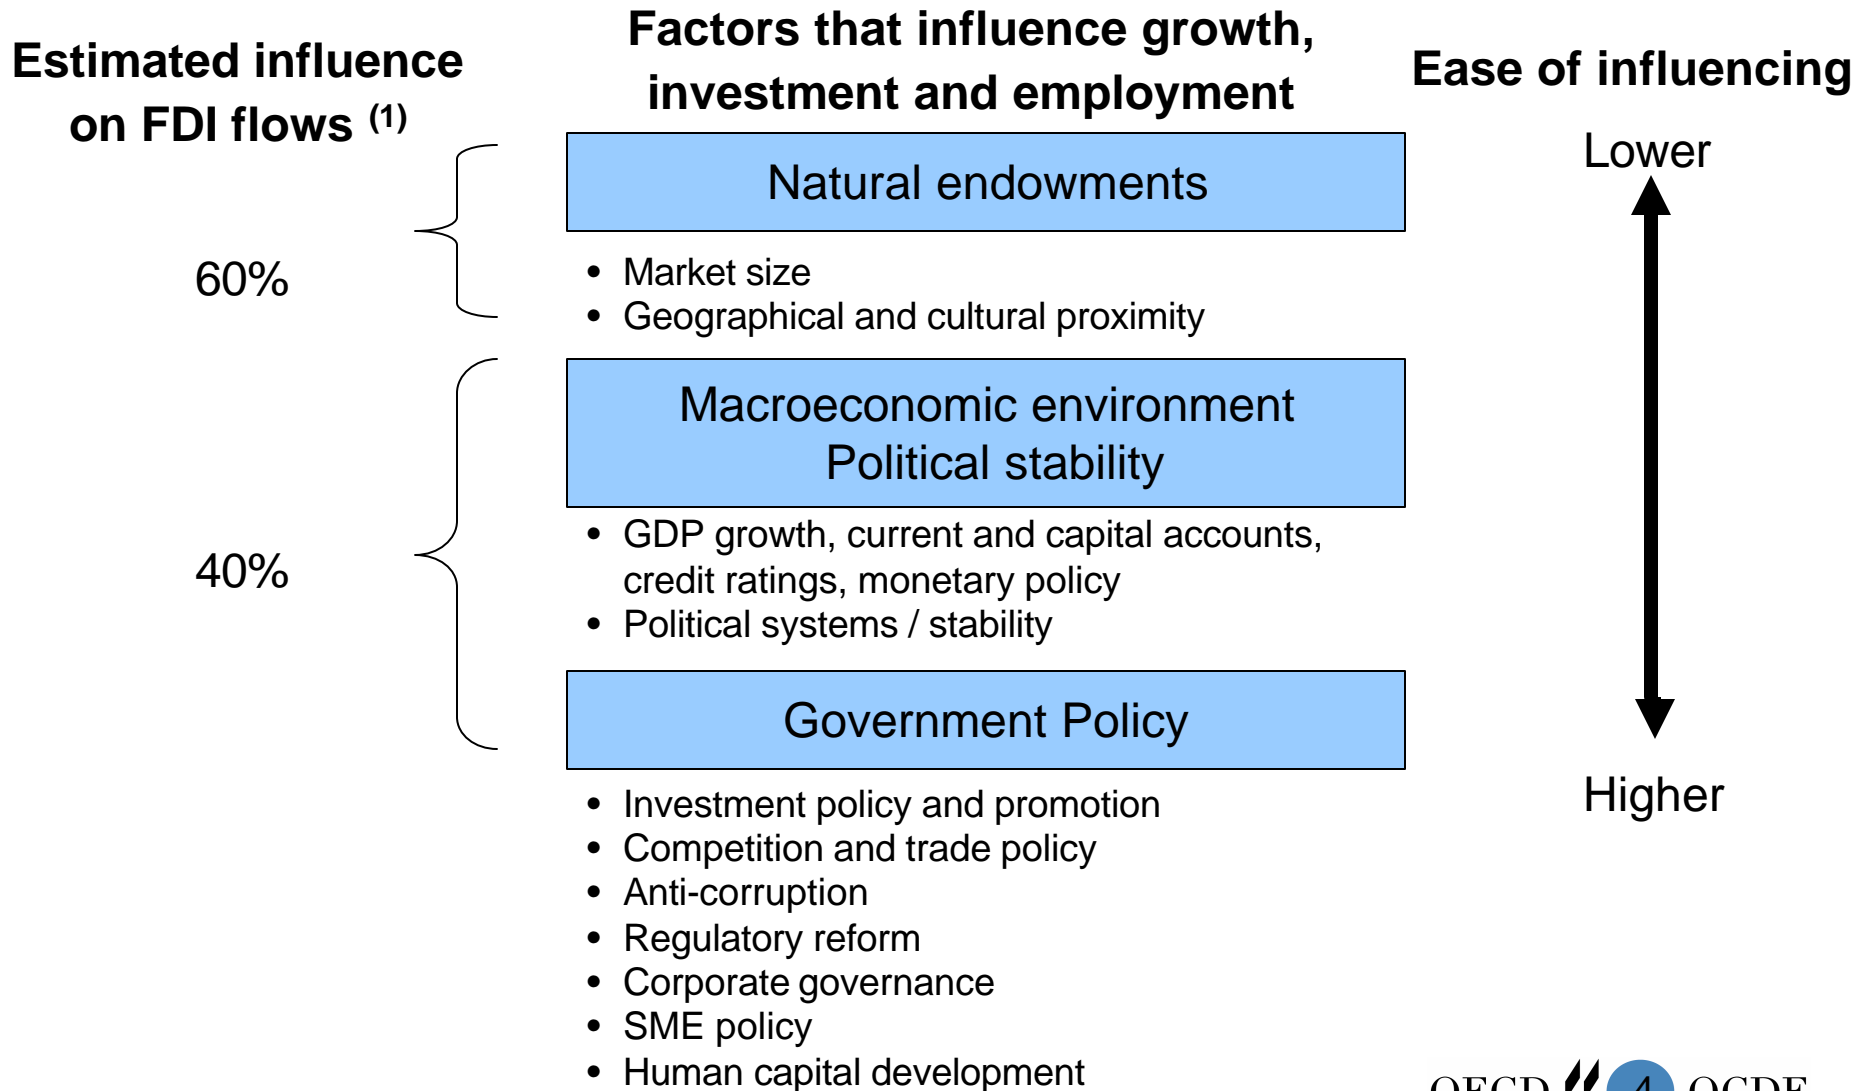 Estimated influence
on FDI flows (1)
Factors that influence growth,
investment and employment
Ease of influencing
Lower
Natural endowments
60%
• Market size
• Geographical and cultural proximity
Macroeconomic environment
Political stability
40%
• GDP growth, current and capital accounts,
credit ratings, monetary policy
• Political systems / stability
Government Policy
Higher
• Investment policy and promotion
• Competition and trade policy
• Anti-corruption
• Regulatory reform
• Corporate governance
• SME policy
• Human capital development
OECD 4 OCDE